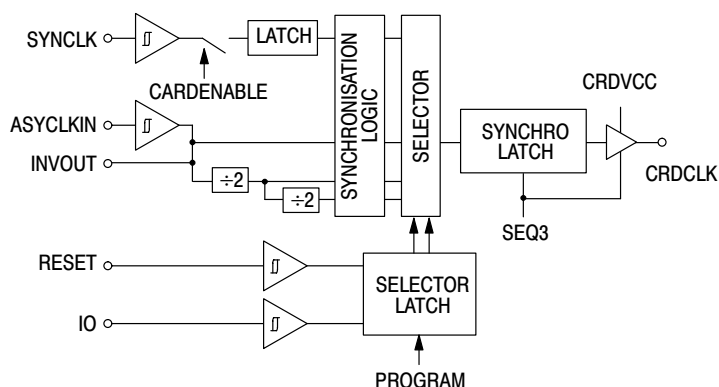 SYNCLK
LATCH
CARDENABLE
ASYCLKIN
INVOUT
÷2
÷2
SYNCHRONISATION
LOGIC
SELECTOR
SYNCHRO
LATCH
CRDVCC
CRDCLK
SEQ3
RESET
IO
SELECTOR
LATCH
PROGRAM